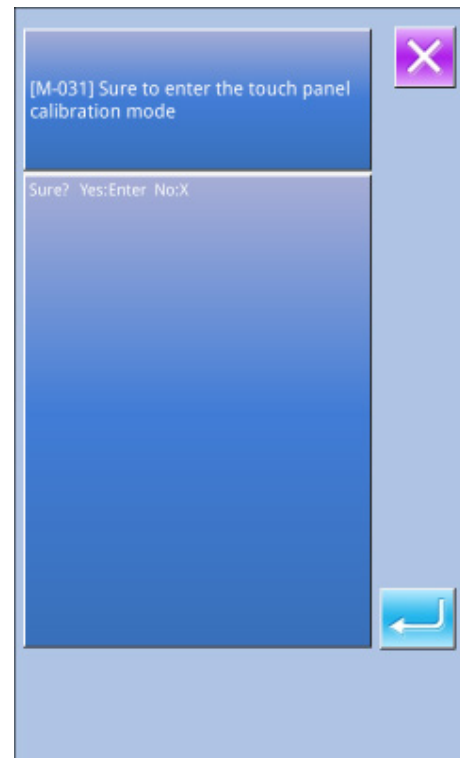 [M-031] Sure to enter the touch panel
calibration mode
Sure? Yes:Enter No:X